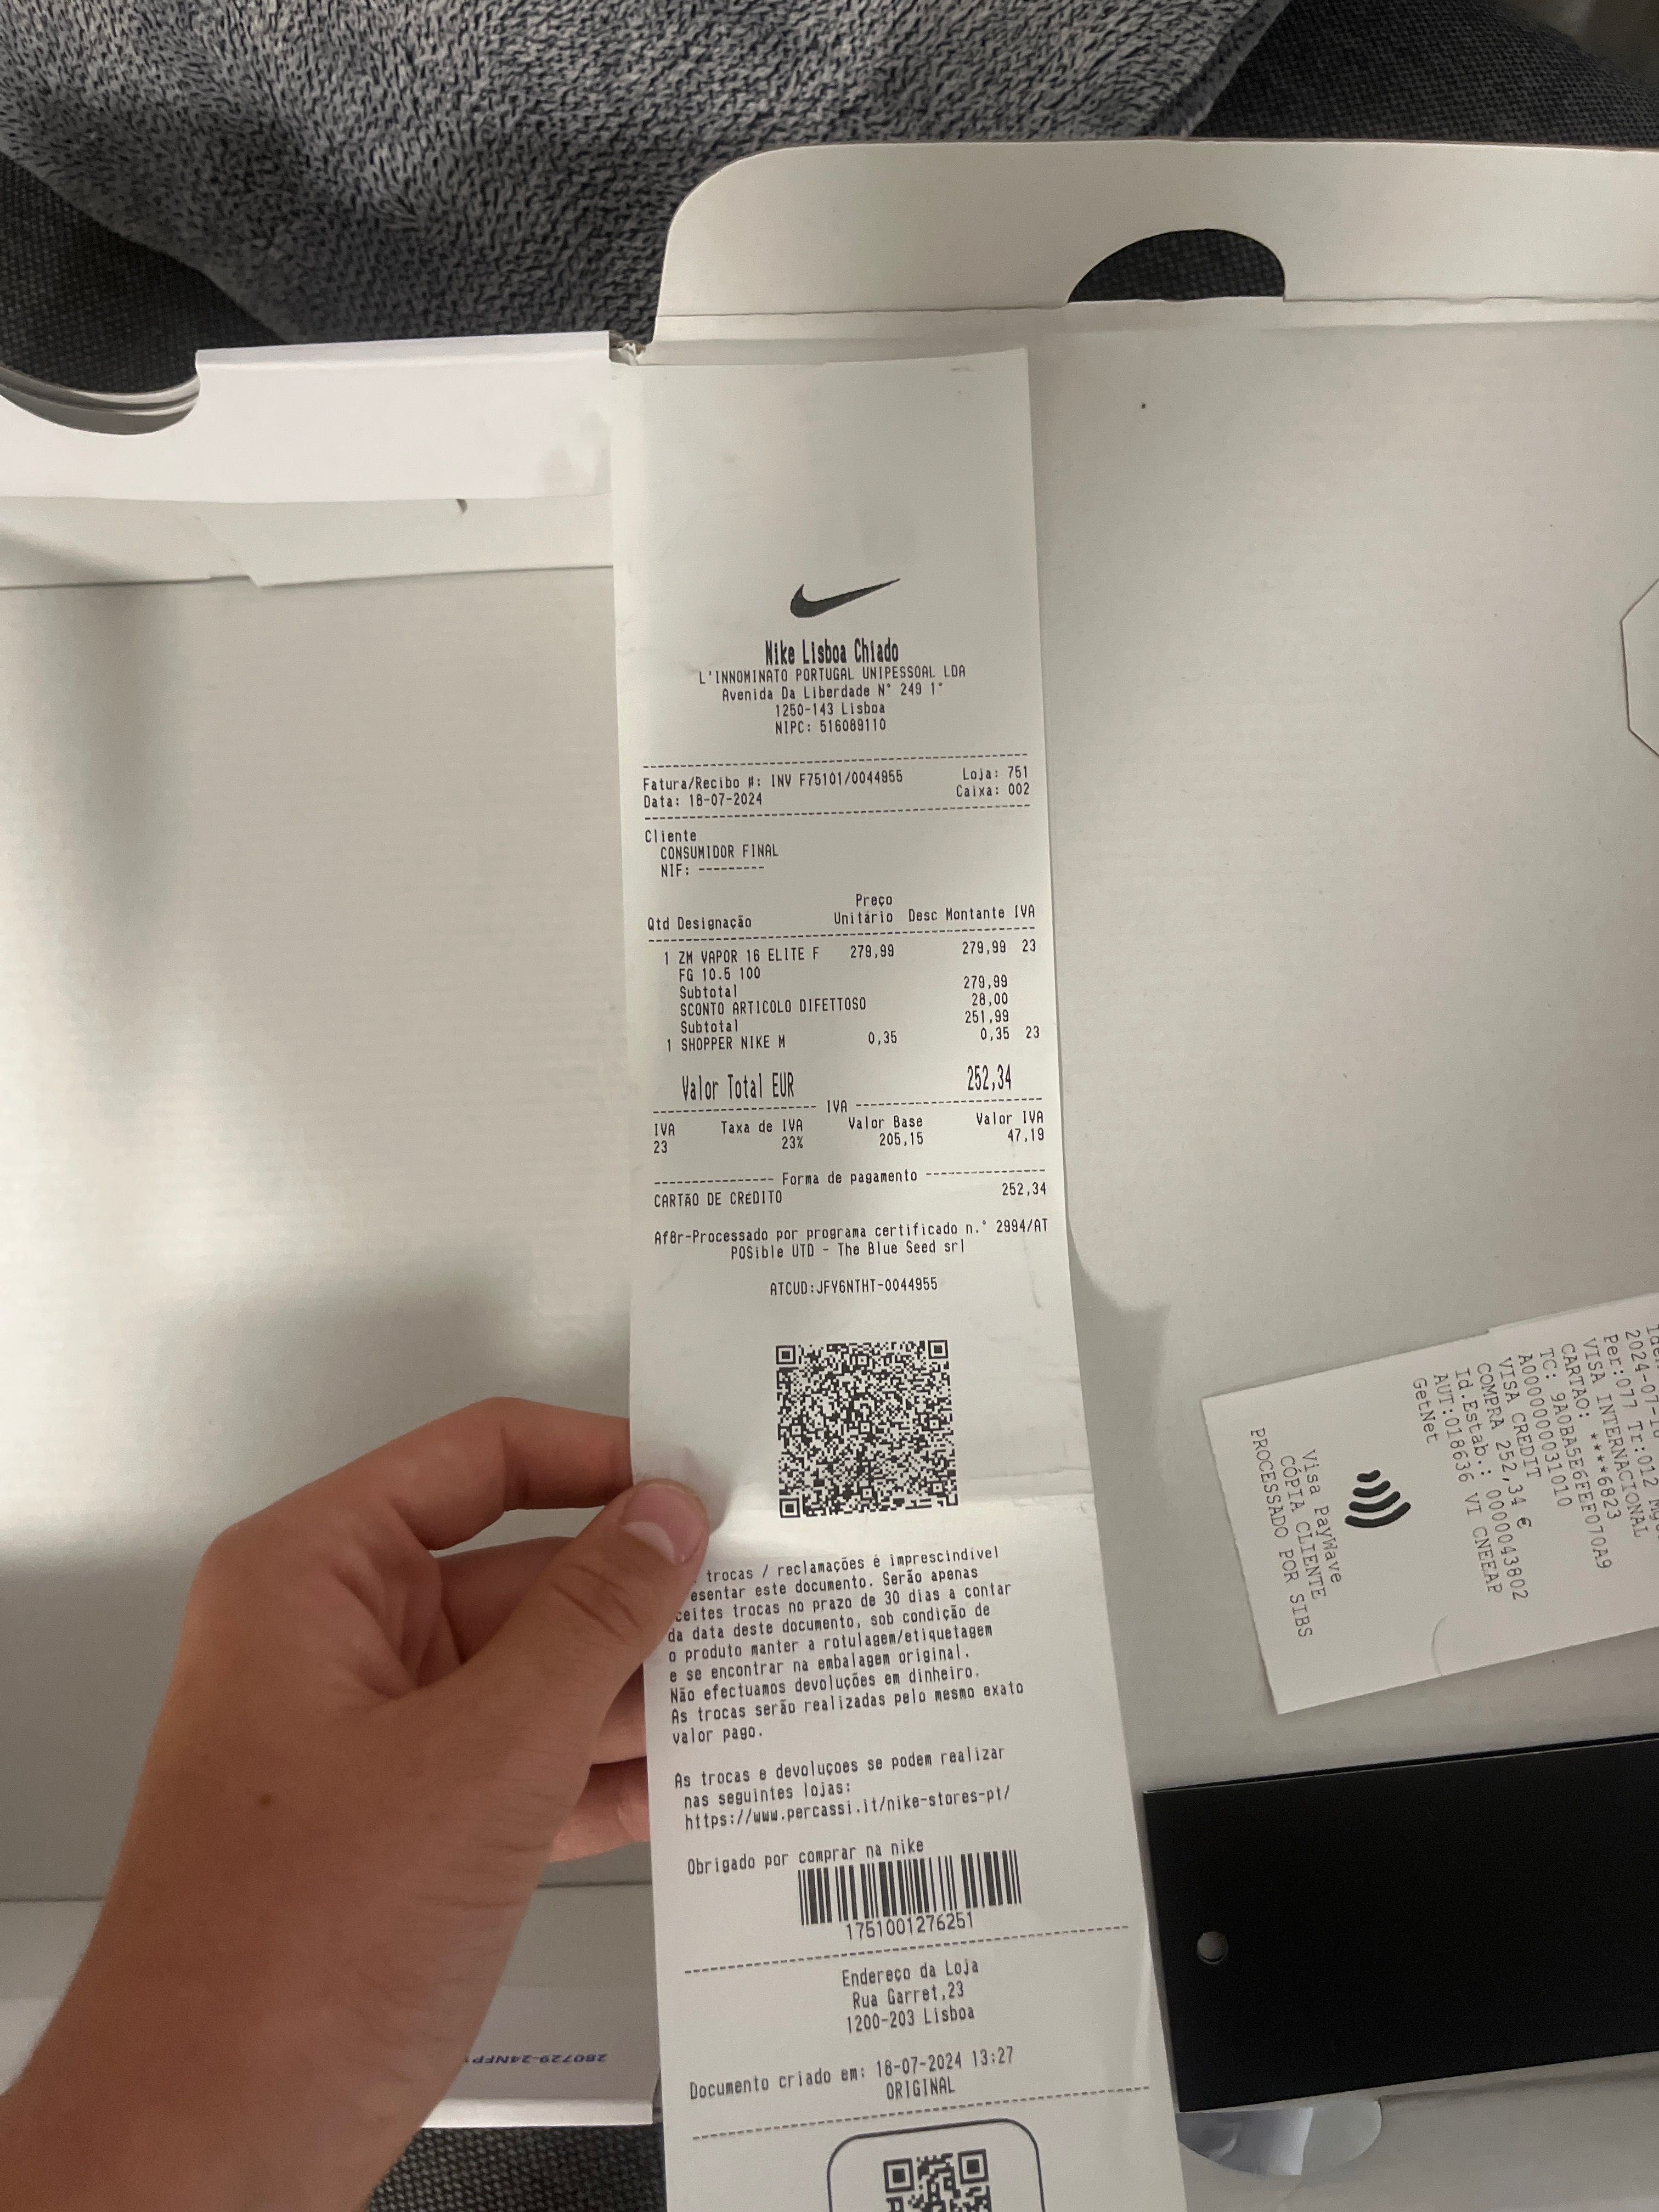 Nike Lisboa Chiado
L'INNOMINATO PORTUGAL UNIPESSOAL LDA
Avenida Da Liberdade N° 249 1°
1250-143 Lisboa
NIPC: 516089110
Fatura/Recibo #: INV F75101/0044955 Loja: 751
Data: 18-07-2024 Caixa: 002
Cliente
CONSUMIDOR FINAL
NIF: ---------
Preço
Qtd Designação Unitário Desc Montante IVA
1 ZM VAPOR 16 ELITE F 279,99 279,99 23
FG 10.5 100
Subtotal 279,99
SCONTO ARTICOLO DIFETTOSO 28,00
Subtotal 251,99
1 SHOPPER NIKE M 0,35 0,35 23
Valor Total EUR 252,34
IVA
IVA Taxa de IVA Valor Base Valor IVA
23 23% 205,15 47,19
Forma de pagamento
CARTÃO DE CRÉDITO 252,34
Af8r-Processado por programa certificado n.° 2994/AT
POSible UTD - The Blue Seed srl
ATCUD:JFY6NTHT-0044955
trocas / reclamações é imprescindível
esentar este documento. Serão apenas
ceites trocas no prazo de 30 dias a contar
da data deste documento, sob condição de
o produto manter a rotulagem/etiquetagem
e se encontrar na embalagem original.
Não efectuamos devoluções em dinheiro.
As trocas serão realizadas pelo mesmo exato
valor pago.
As trocas e devoluçoes se podem realizar
nas seguintes lojas:
https://www.percassi.it/nike-stores-pt/
Obrigado por comprar na nike
1751001276251
Endereço da Loja
Rua Garret,23
1200-203 Lisboa
Documento criado em: 18-07-2024 13:27
ORIGINAL
Per:077 Tr:012
VISA INTERNACIONAL
CARTAO: ****6823
TC: 9A0BA5E6FEF070A9
A0000000031010
VISA CREDIT
COMPRA 252,34 €
Id.Estab.: 0000043802
AUT:018636 VI CNEEAP
GetNet
Visa PayWave
CÓPIA CLIENTE
PROCESSADO POR SIBS
280729-24NFP